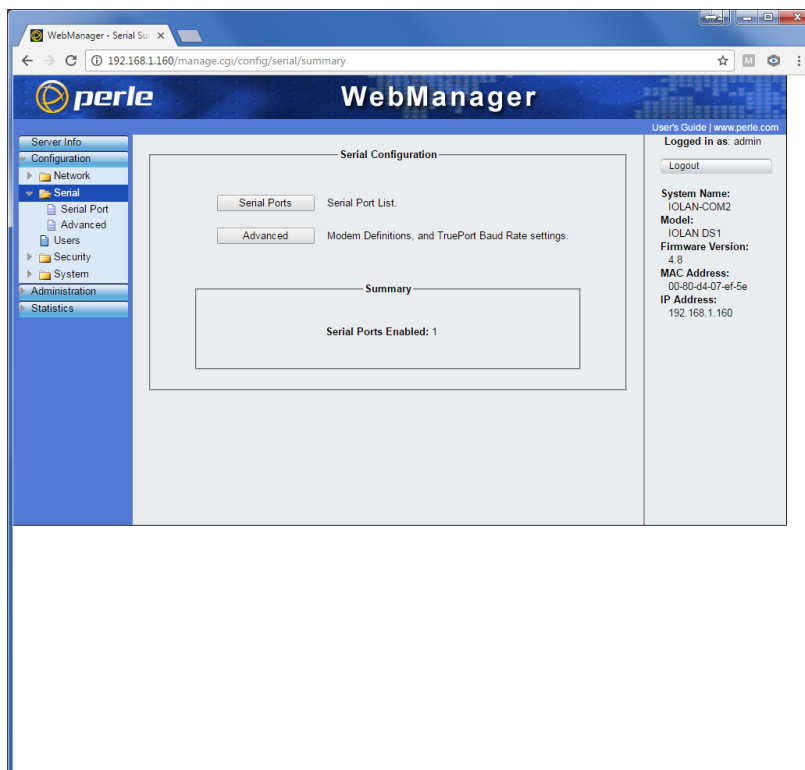 WebManager - Serial Su
192.168.1.160/manage.cgi/config/serial/summary
M
perle
WebManager
User's Guide | www.perle.com
Server Info
Configuration
Network
Serial
Serial Port
Advanced
Users
Security
System
Administration
Statistics
Serial Configuration
Serial Ports
Serial Port List.
Advanced
Modem Definitions, and TruePort Baud Rate settings.
Summary
Serial Ports Enabled: 1
Logged in as: admin
Logout
System Name:
IOLAN-COM2
Model:
IOLAN DS1
Firmware Version:
4.8
MAC Address:
00-80-d4-07-ef-5e
IP Address:
192.168.1.160